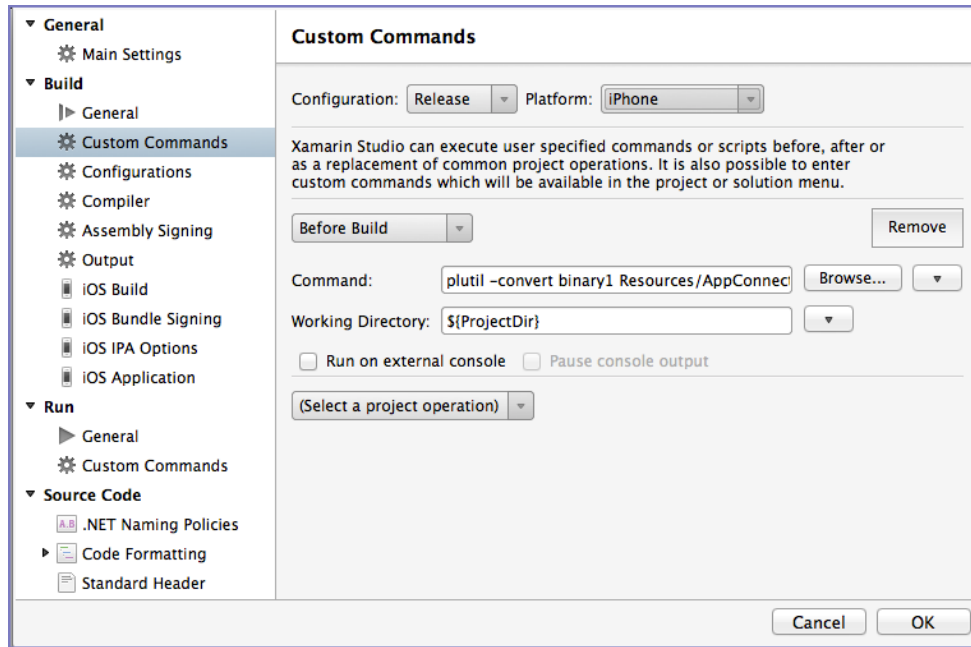 General
Main Settings
Build
General
Custom Commands
Configurations
Compiler
Assembly Signing
Output
iOS Build
iOS Bundle Signing
iOS IPA Options
iOS Application
Run
General
Custom Commands
Source Code
A.B .NET Naming Policies
Code Formatting
Standard Header
Custom Commands
Configuration: Release Platform: iPhone
Xamarin Studio can execute user specified commands or scripts before, after or
as a replacement of common project operations. It is also possible to enter
custom commands which will be available in the project or solution menu.
Before Build Remove
Command: plutil -convert binary1 Resources/AppConnect Browse...
Working Directory: ${ProjectDir}
Run on external console Pause console output
(Select a project operation)
Cancel OK